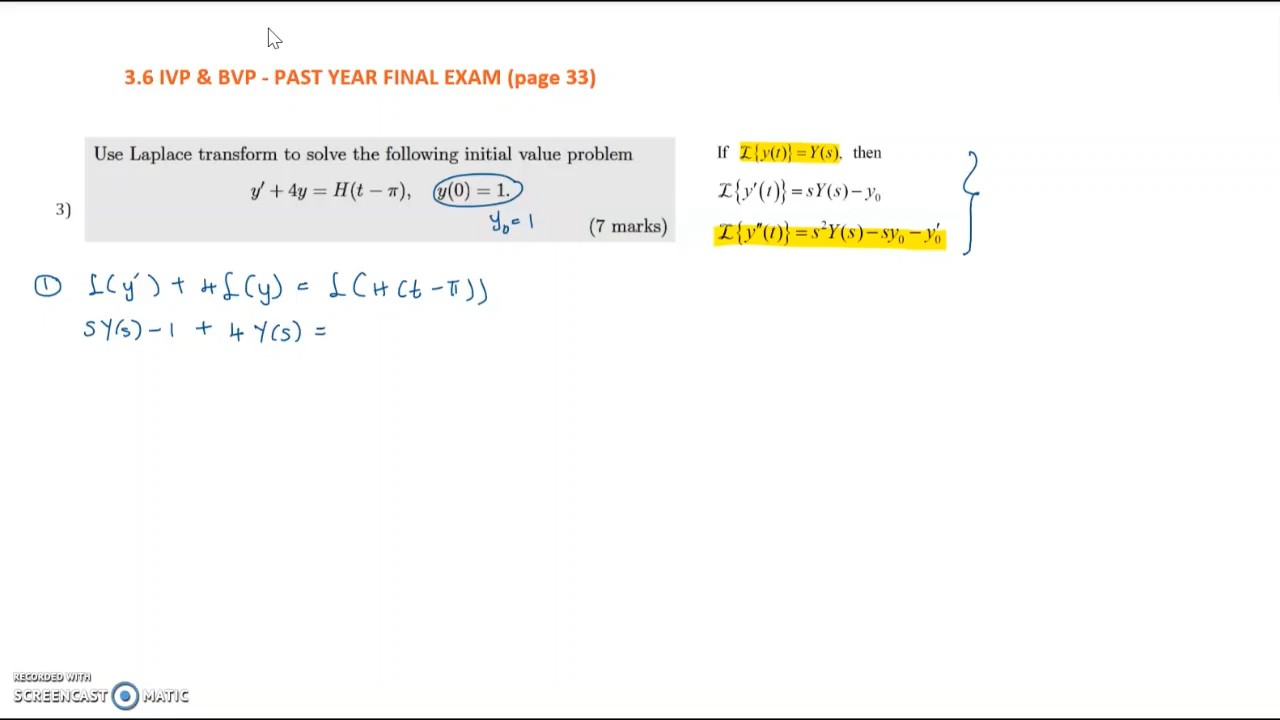 3.6 IVP & BVP - PAST YEAR FINAL EXAM (page 33)
Use Laplace transform to solve the following initial value problem
y′ + 4y = H(t − π), y(0) = 1.
3)
y₀ = 1
(7 marks)
If ℒ{y(t)} = Y(s), then
ℒ{y′(t)} = sY(s) − y₀
ℒ{y″(t)} = s²Y(s) − sy₀ − y′₀
① ℒ(y′) + 4ℒ(y) = ℒ(H(t − π))
sY(s) − 1 + 4Y(s) =
RECORDED WITH
SCREENCAST MATIC